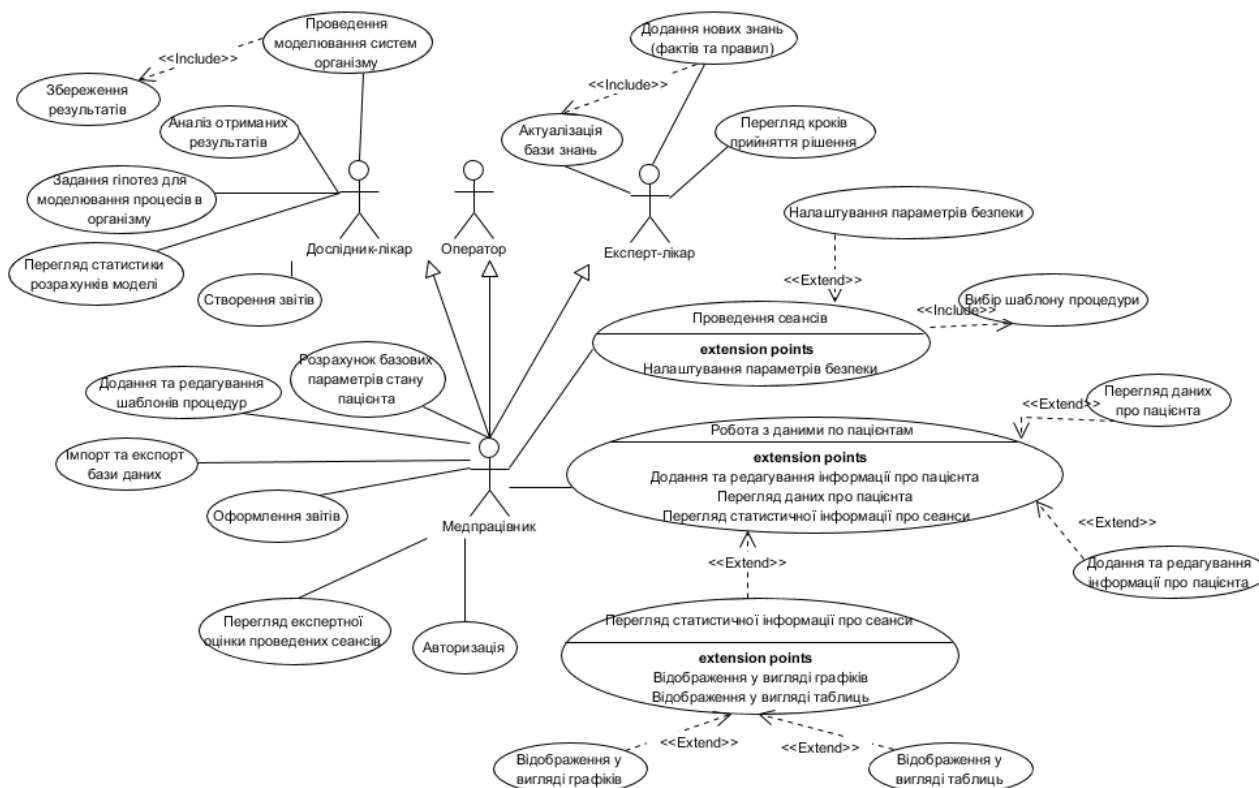 Проведення
моделювання систем
організму
<<Include>>
Збереження
результатів
Аналіз отриманих
результатів
Задання гіпотез для
моделювання процесів в
організму
Перегляд статистики
розрахунків моделі
Створення звітів
Дослідник-лікар
Оператор
Додання нових знань
(фактів та правил)
<<Include>>
Актуалізація
бази знань
Перегляд кроків
прийняття рішення
Експерт-лікар
Налаштування параметрів безпеки
<<Extend>>
Вибір шаблону процедури
<<Include>>
Проведення сеансів
extension points
Налаштування параметрів безпеки
Розрахунок базових
параметрів стану
пацієнта
Додання та редагування
шаблонів процедур
Імпорт та експорт
бази даних
Оформлення звітів
Медпрацівник
Перегляд даних
про пацієнта
<<Extend>>
Робота з даними по пацієнтам
extension points
Додання та редагування інформації про пацієнта
Перегляд даних про пацієнта
Перегляд статистичної інформації про сеанси
<<Extend>>
Додання та редагування
інформації про пацієнта
<<Extend>>
Перегляд експертної
оцінки проведених сеансів
Авторизація
Перегляд статистичної інформації про сеанси
extension points
Відображення у вигляді графіків
Відображення у вигляді таблиць
<<Extend>>
<<Extend>>
Відображення у
вигляді графіків
Відображення у
вигляді таблиць